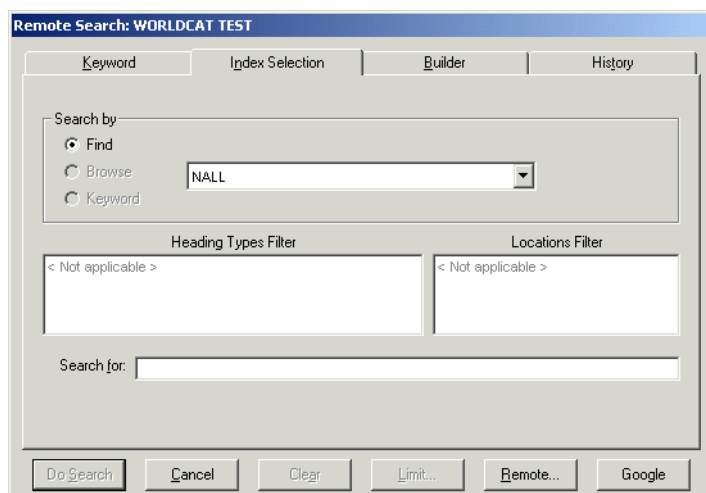 Remote Search: WORLDCAT TEST
Keyword Index Selection Builder History
Search by
Find
Browse
NALL
Keyword
Heading Types Filter Locations Filter
< Not applicable > < Not applicable >
Search for:
Do Search Cancel Clear Limit... Remote... Google